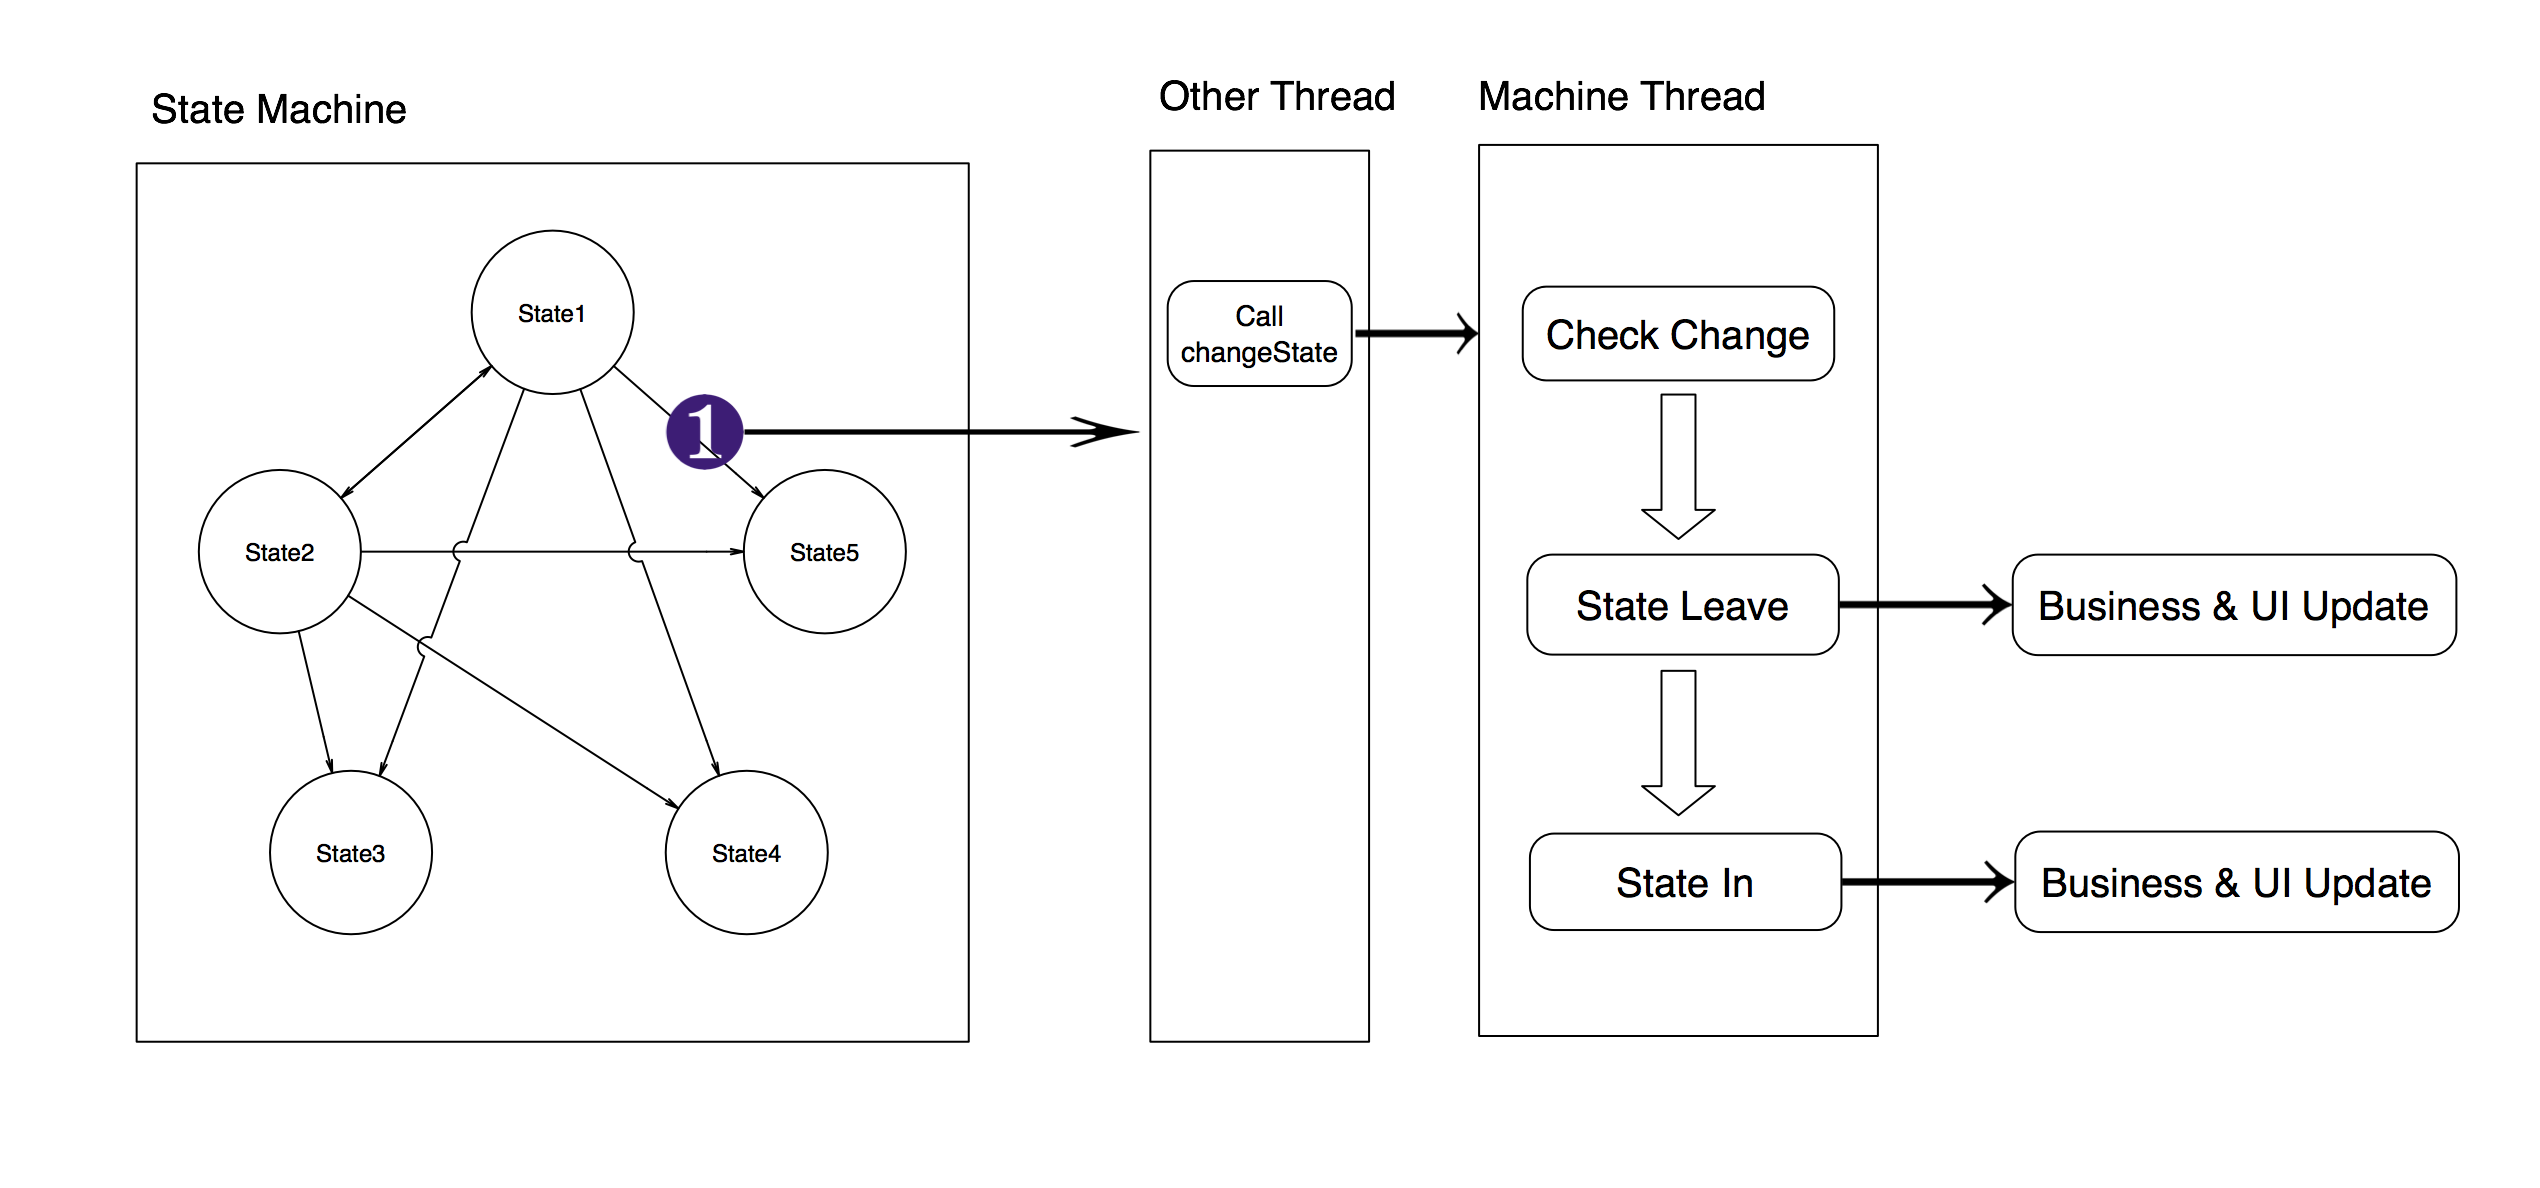 State Machine
Other Thread
Machine Thread
State1
1
State2
State5
State3
State4
Call
changeState
Check Change
State Leave
Business & UI Update
State In
Business & UI Update